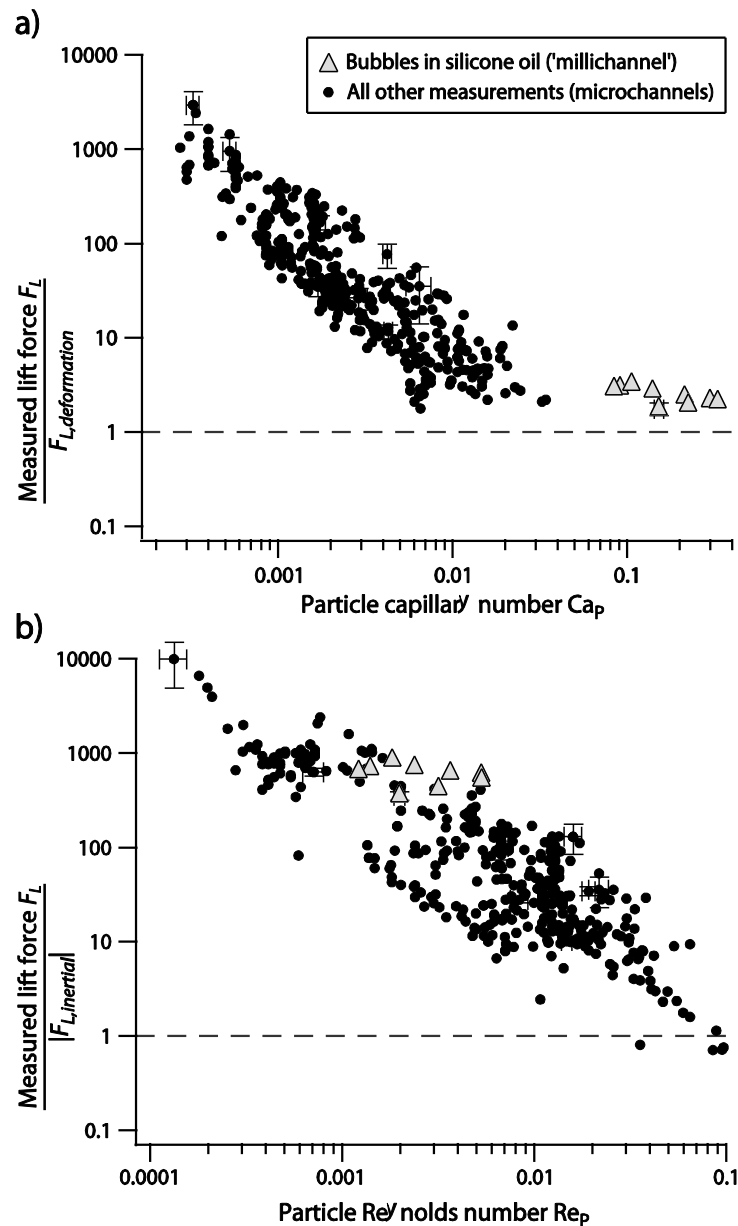 a)
Bubbles in silicone oil ('millichannel')
All other measurements (microchannels)
10000
1000
100
10
1
0.1
Measured lift force F_L
F_L,deformation
0.001
0.01
0.1
Particle capillary number Ca_P
b)
10000
1000
100
10
1
0.1
Measured lift force F_L
|F_L,inertial|
0.0001
0.001
0.01
0.1
Particle Reynolds number Re_P